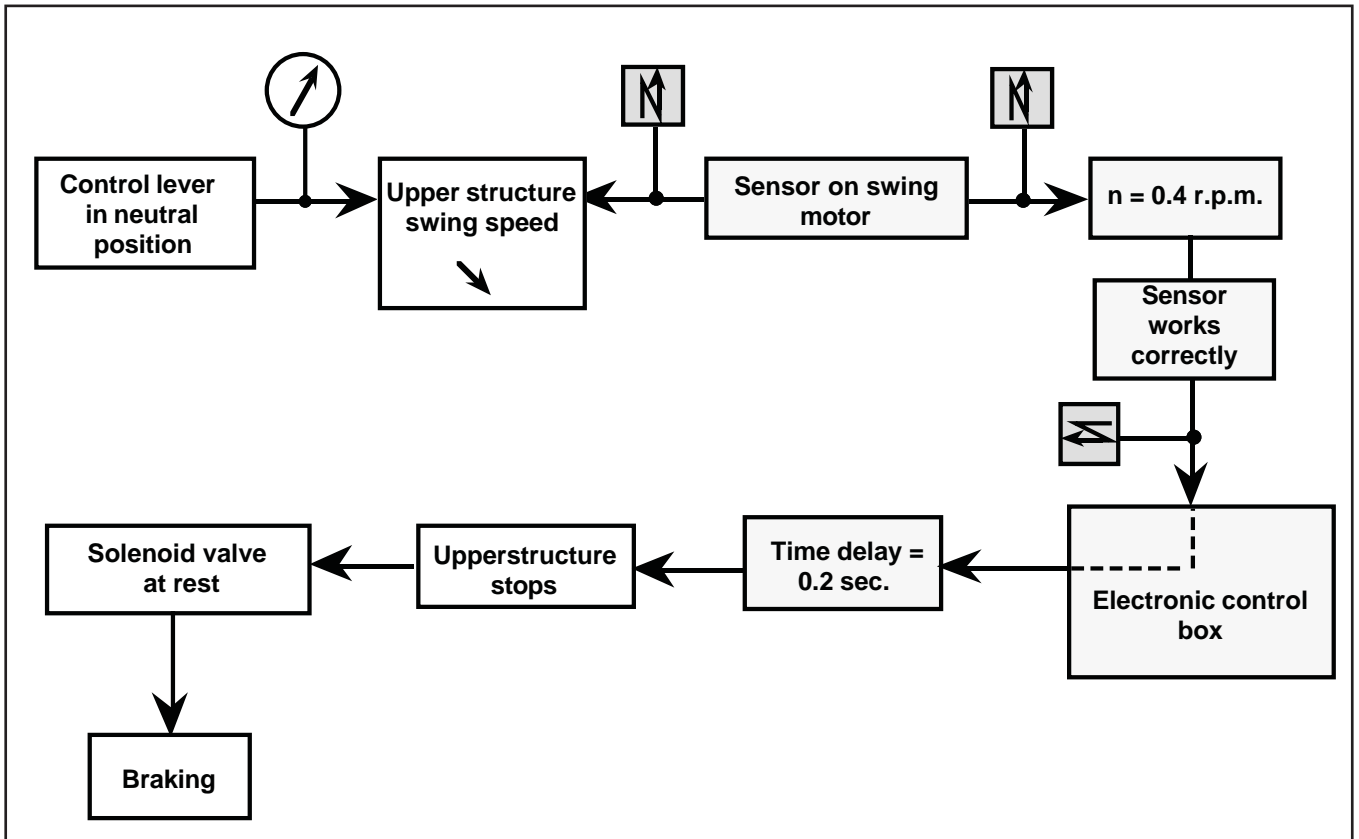 Control lever
in neutral
position
Upper structure
swing speed
Sensor on swing
motor
n = 0.4 r.p.m.
Sensor
works
correctly
Solenoid valve
at rest
Upperstructure
stops
Time delay =
0.2 sec.
Electronic control
box
Braking